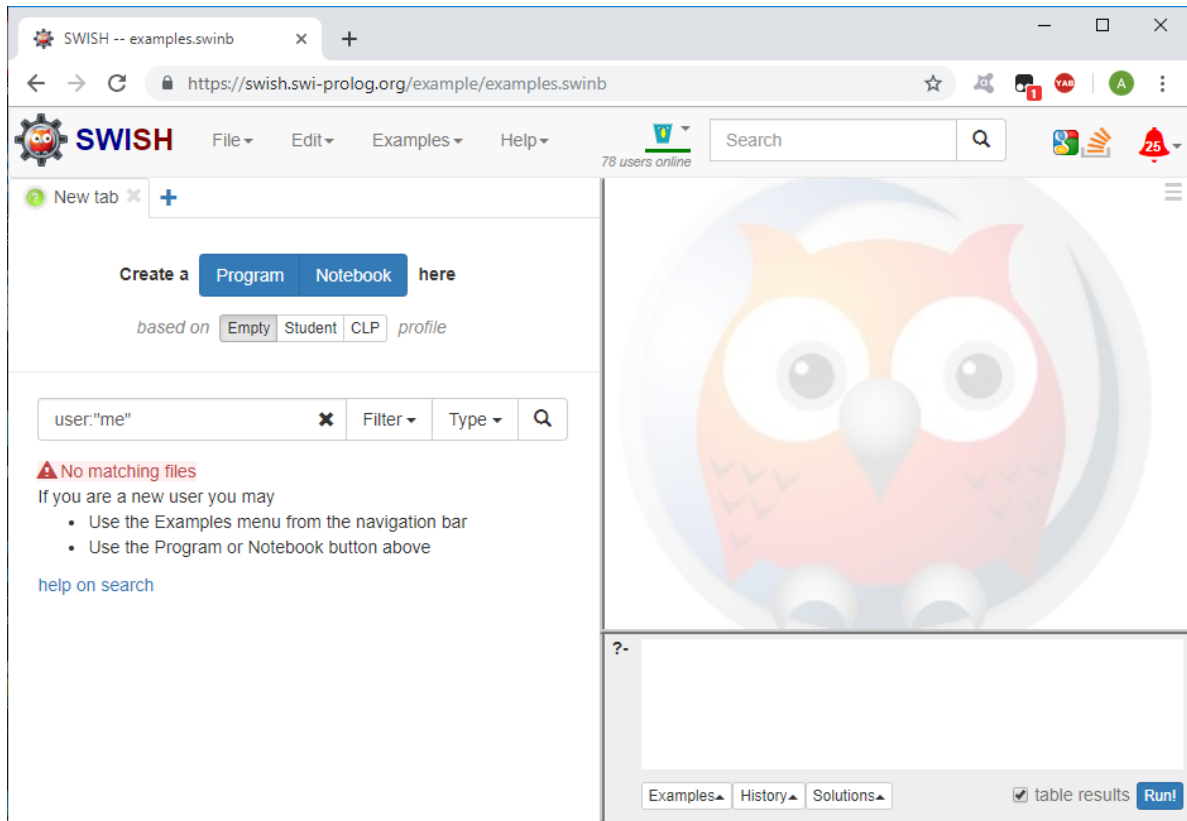 SWISH -- examples.swinb
https://swish.swi-prolog.org/example/examples.swinb
1
YAB
A
SWISH File Edit Examples Help
78 users online
Search
25
New tab
Create a Program Notebook here
based on Empty Student CLP profile
user:"me" Filter Type
No matching files
If you are a new user you may
• Use the Examples menu from the navigation bar
• Use the Program or Notebook button above
help on search
?-
Examples History Solutions table results Run!